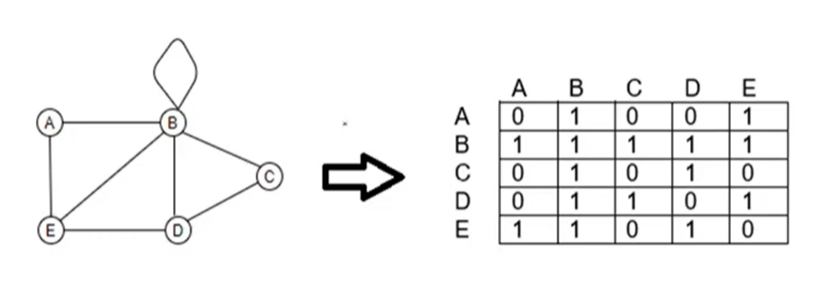 A B C E D
A B C D E
A 0 1 0 0 1
B 1 1 1 1 1
C 0 1 0 1 0
D 0 1 1 0 1
E 1 1 0 1 0